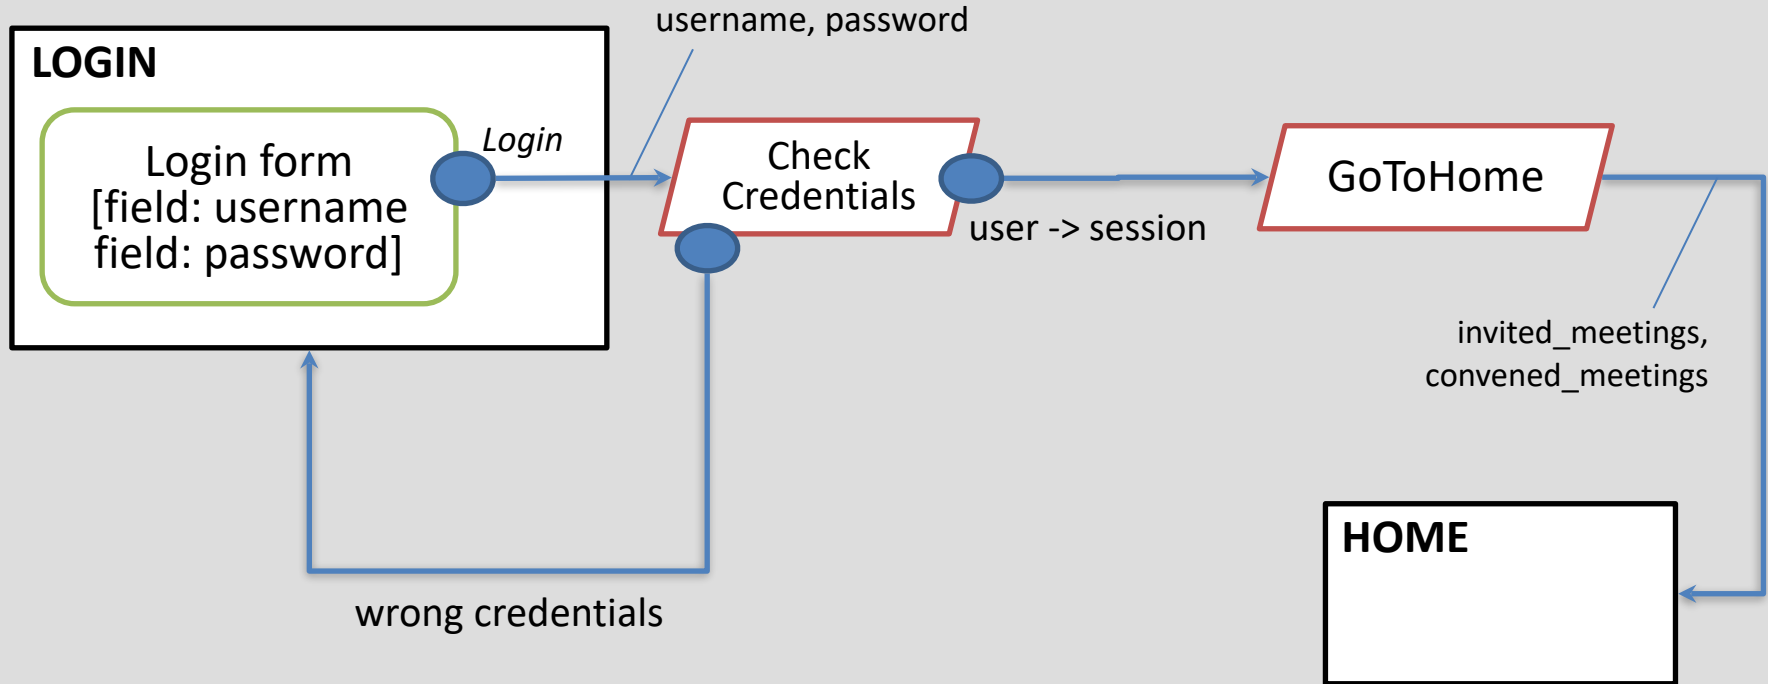 username, password
LOGIN
Login form
[field: username
field: password]
Login
Check
Credentials
user -> session
GoToHome
invited_meetings,
convened_meetings
wrong credentials
HOME